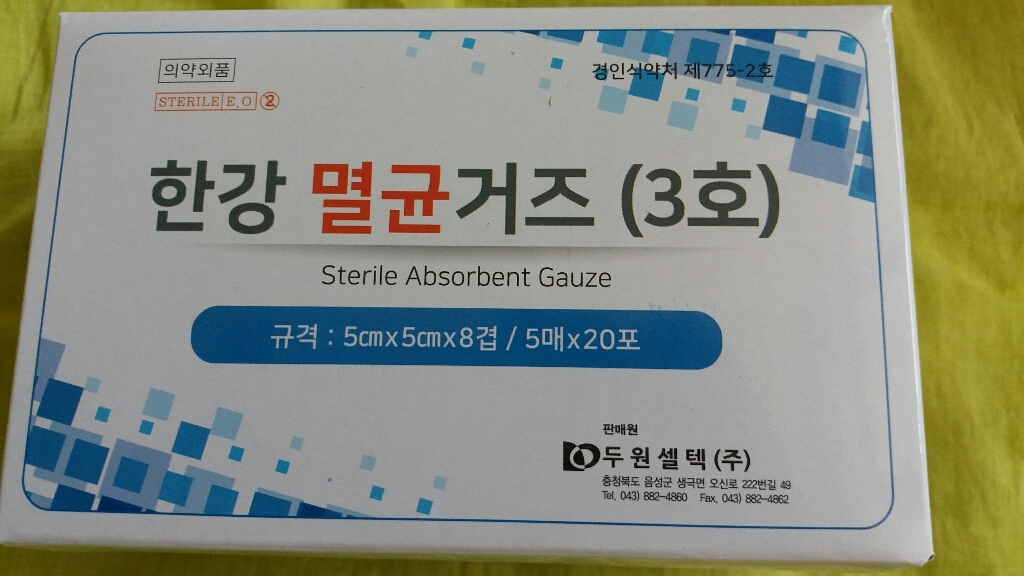 의약외품
경인식약처 제775-2호
STERILE E.O ②
한강 멸균거즈 (3호)
Sterile Absorbent Gauze
규격 : 5㎝x5㎝x8겹 / 5매x20포
판매원
두원셀텍(주)
충청북도 음성군 생극면 오신로 222번길 49
Tel. 043) 882-4860 Fax. 043) 882-4862